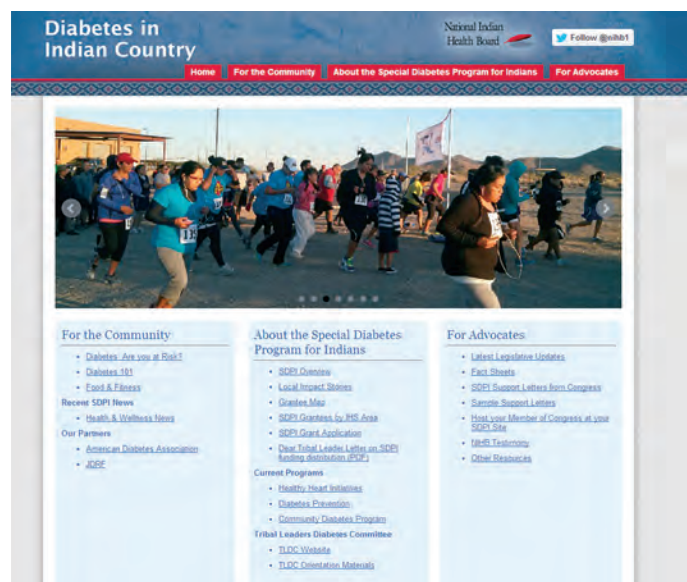 Diabetes in
Indian Country
National Indian
Health Board
Follow @nihb1
Home
For the Community
About the Special Diabetes Program for Indians
For Advocates
135
For the Community
Diabetes: Are you at Risk?
Diabetes 101
Food & Fitness
Recent SDPI News
Health & Wellness News
Our Partners
American Diabetes Association
JDRF
About the Special Diabetes
Program for Indians
SDPI Overview
Local Impact Stories
Grantee Map
SDPI Grantees by IHS Area
SDPI Grant Application
Dear Tribal Leader Letter on SDPI
funding distribution (PDF)
Current Programs
Healthy Heart Initiatives
Diabetes Prevention
Community Diabetes Program
Tribal Leaders Diabetes Committee
TLDC Website
TLDC Orientation Materials
For Advocates
Latest Legislative Updates
Fact Sheets
SDPI Support Letters from Congress
Sample Support Letters
Host your Member of Congress at your
SDPI Site
NIHB Testimony
Other Resources